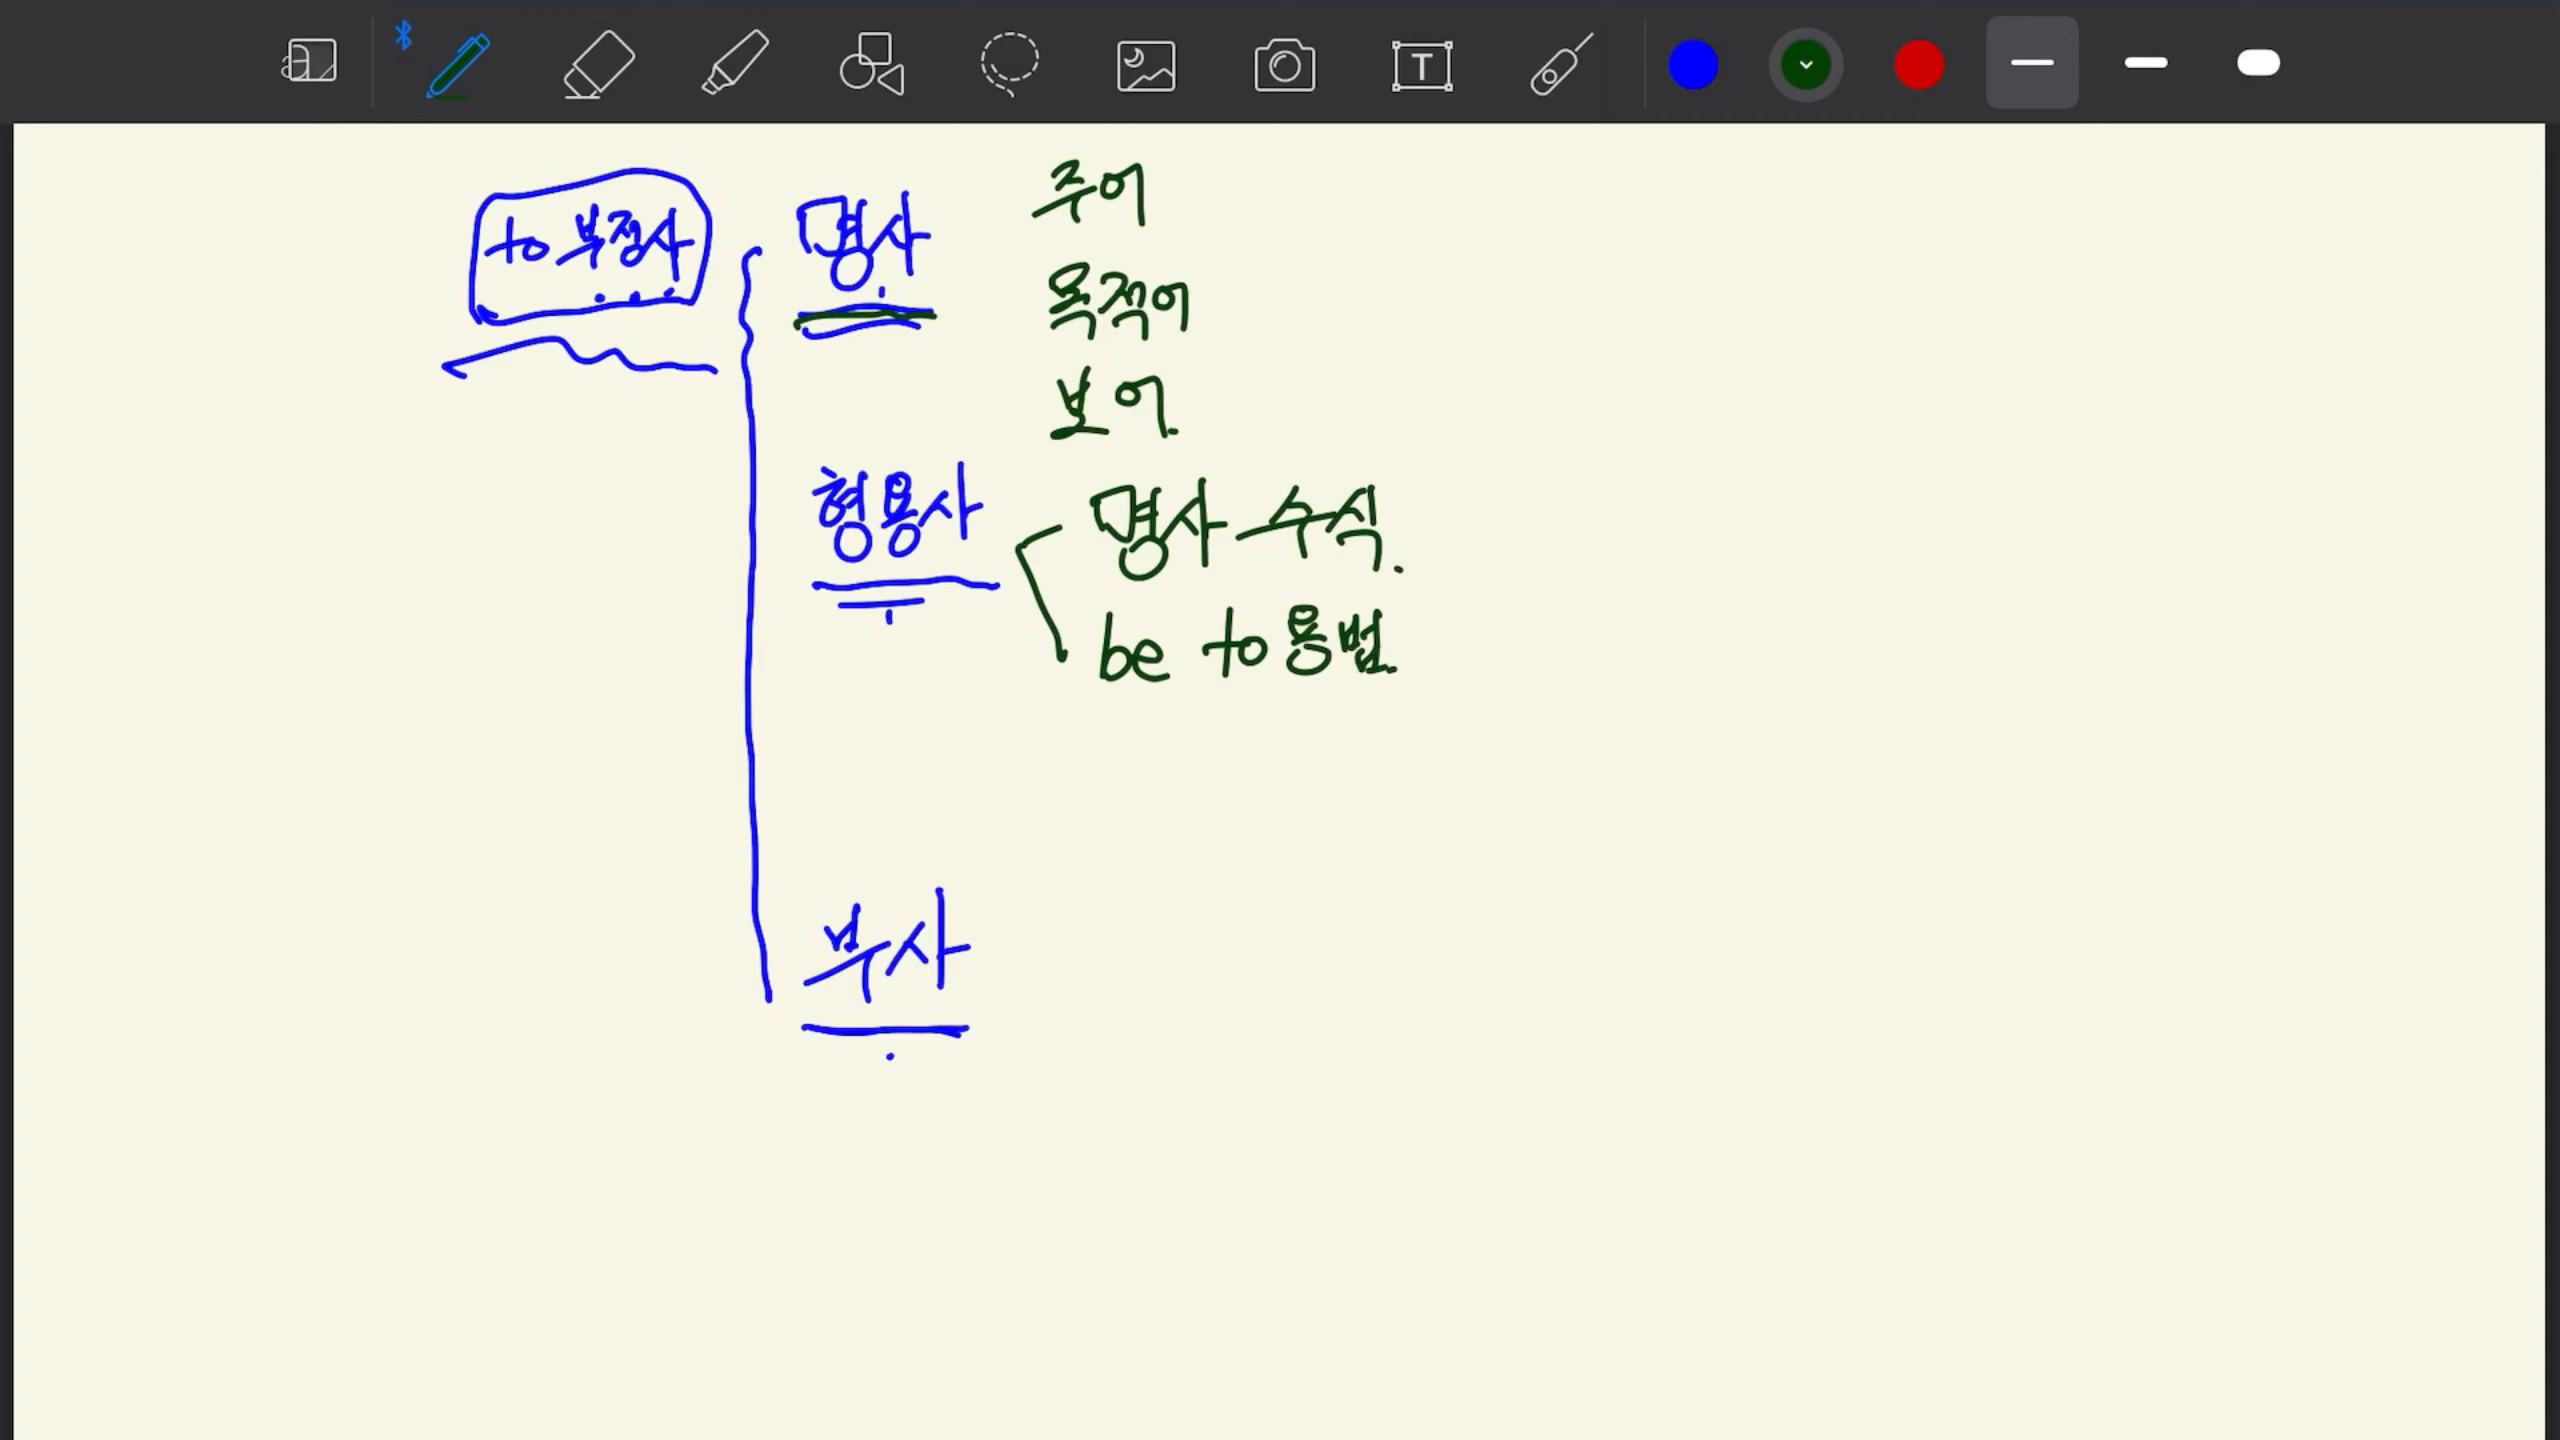 to 부정사
명사
주어
목적어
보어
형용사
명사 수식.
be to 용법
부사